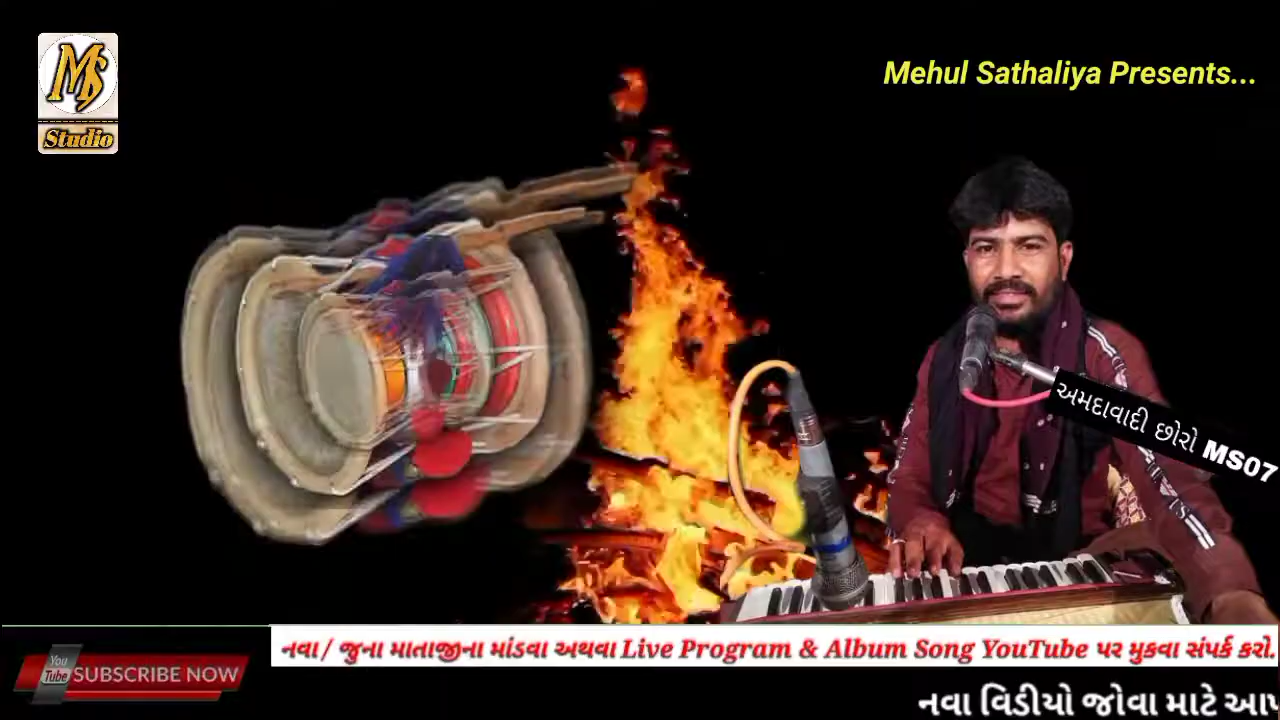 MS
Studio
Mehul Sathaliya Presents...
અમદાવાદી છોરો MS07
નવા / જુના માતાજીના માંડવા અથવા Live Program & Album Song YouTube પર મુકવા સંપર્ક કરો.
You
Tube
SUBSCRIBE NOW
નવા વિડીયો જોવા માટે